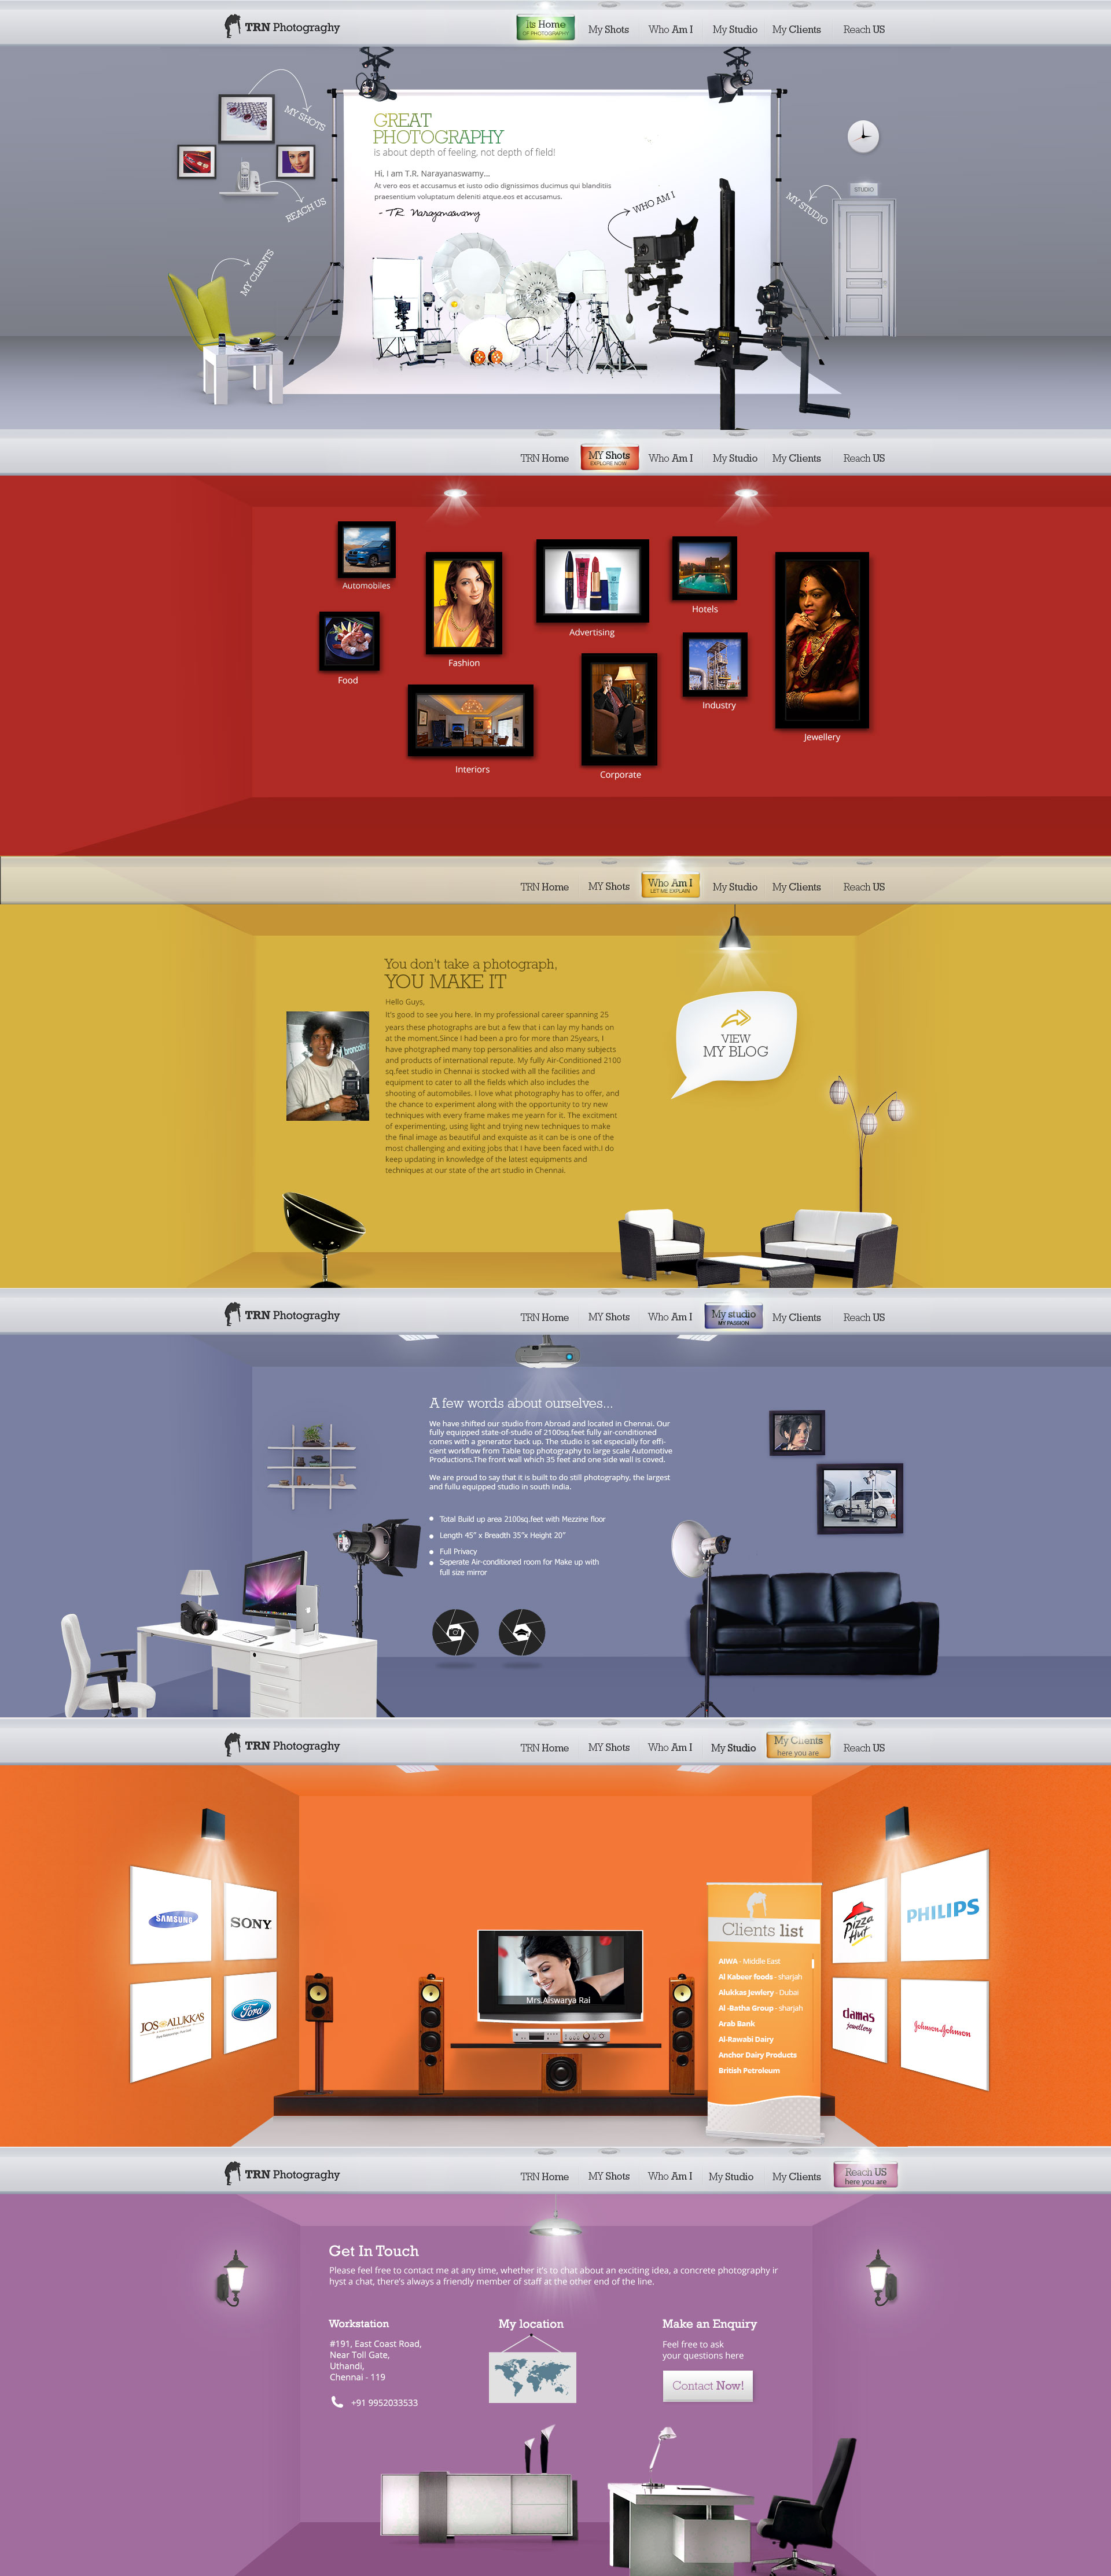 TRN Photograghy
Its Home
OF PHOTOGRAPHY
My Shots
Who Am I
My Studio
My Clients
Reach US
MY SHOTS
REACH US
MY CLIENTS
GREAT
PHOTOGRAPHY
is about depth of feeling, not depth of field!
Hi, I am T.R. Narayanaswamy...
At vero eos et accusamus et iusto odio dignissimos ducimus qui blanditiis
praesentium voluptatum deleniti atque.eos et accusamus.
- T.R. Narayanaswamy
WHO AM I
MY STUDIO
STUDIO
TRN Home
MY Shots
EXPLORE NOW
Who Am I
My Studio
My Clients
Reach US
Automobiles
Fashion
Advertising
Hotels
Food
Industry
Jewellery
Interiors
Corporate
TRN Home
MY Shots
Who Am I
LET ME EXPLAIN
My Studio
My Clients
Reach US
You don't take a photograph,
YOU MAKE IT
Hello Guys,
It's good to see you here. In my professional career spanning 25
years these photographs are but a few that i can lay my hands on
at the moment.Since I had been a pro for more than 25years, I
have photgraphed many top personalities and also many subjects
and products of international repute. My fully Air-Conditioned 2100
sq.feet studio in Chennai is stocked with all the facilities and
equipment to cater to all the fields which also includes the
shooting of automobiles. I love what photography has to offer, and
the chance to experiment along with the opportunity to try new
techniques with every frame makes me yearn for it. The excitment
of experimenting, using light and trying new techniques to make
the final image as beautiful and exquiste as it can be is one of the
most challenging and exiting jobs that I have been faced with.I do
keep updating in knowledge of the latest equipments and
techniques at our state of the art studio in Chennai.
broncolor
VIEW
MY BLOG
TRN Photograghy
TRN Home
MY Shots
Who Am I
My studio
MY PASSION
My Clients
Reach US
A few words about ourselves...
We have shifted our studio from Abroad and located in Chennai. Our
fully equipped state-of-studio of 2100sq.feet fully air-conditioned
comes with a generator back up. The studio is set especially for effi-
cient workflow from Table top photography to large scale Automotive
Productions.The front wall which 35 feet and one side wall is coved.
We are proud to say that it is built to do still photography, the largest
and fullu equipped studio in south India.
Total Build up area 2100sq.feet with Mezzine floor
Length 45" x Breadth 35"x Height 20"
Full Privacy
Seperate Air-conditioned room for Make up with
full size mirror
TRN Photograghy
TRN Home
MY Shots
Who Am I
My Studio
My Clients
here you are
Reach US
SAMSUNG
SONY
JOS ALUKKAS
Ford
Mrs.Aiswarya Rai
Clients list
AIWA - Middle East
Al Kabeer foods - sharjah
Alukkas Jewlery - Dubai
Al -Batha Group - sharjah
Arab Bank
Al-Rawabi Dairy
Anchor Dairy Products
British Petroleum
Pizza
Hut
PHILIPS
damas
jewellery
Johnson & Johnson
TRN Photograghy
TRN Home
MY Shots
Who Am I
My Studio
My Clients
Reach US
here you are
Get In Touch
Please feel free to contact me at any time, whether it's to chat about an exciting idea, a concrete photography ir
hyst a chat, there's always a friendly member of staff at the other end of the line.
Workstation
#191, East Coast Road,
Near Toll Gate,
Uthandi,
Chennai - 119
+91 9952033533
My location
Make an Enquiry
Feel free to ask
your questions here
Contact Now!